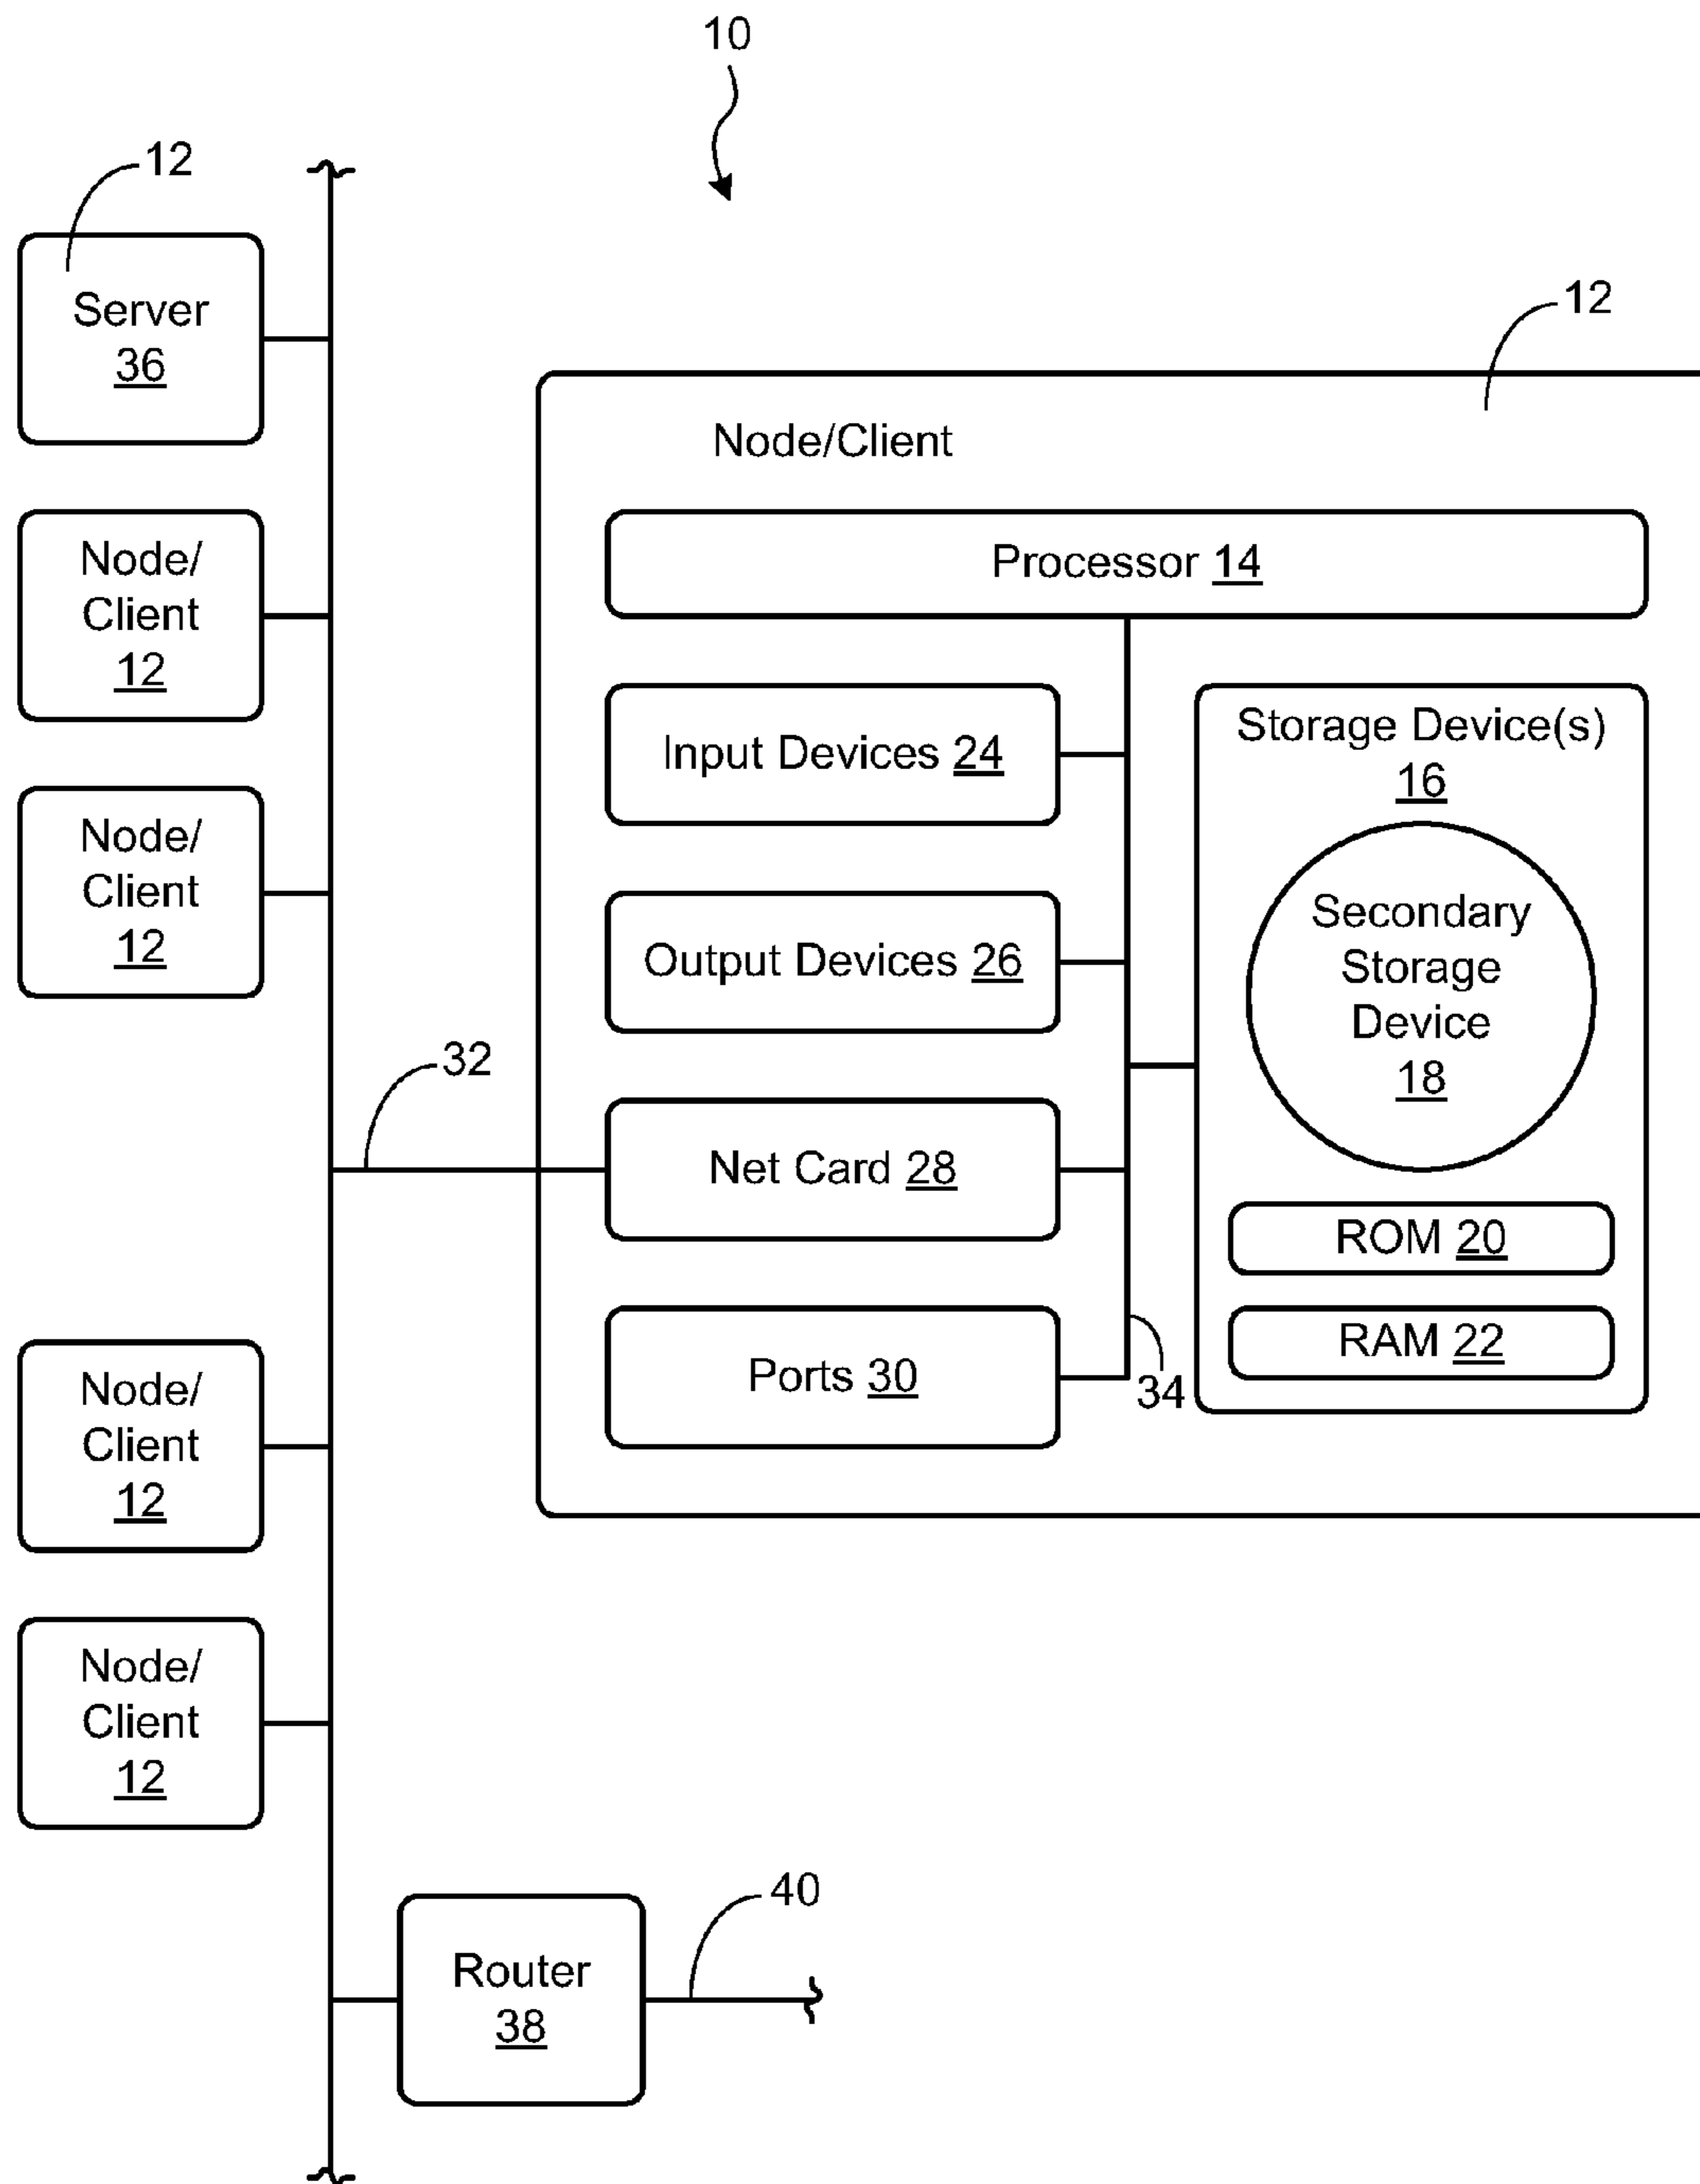 10
12
Server
36
Node/
Client
12
Node/
Client
12
32
Node/
Client
12
Node/
Client
12
Router
38
40
12
Node/Client
Processor 14
Input Devices 24
Output Devices 26
Net Card 28
Ports 30
34
Storage Device(s)
16
Secondary
Storage
Device
18
ROM 20
RAM 22